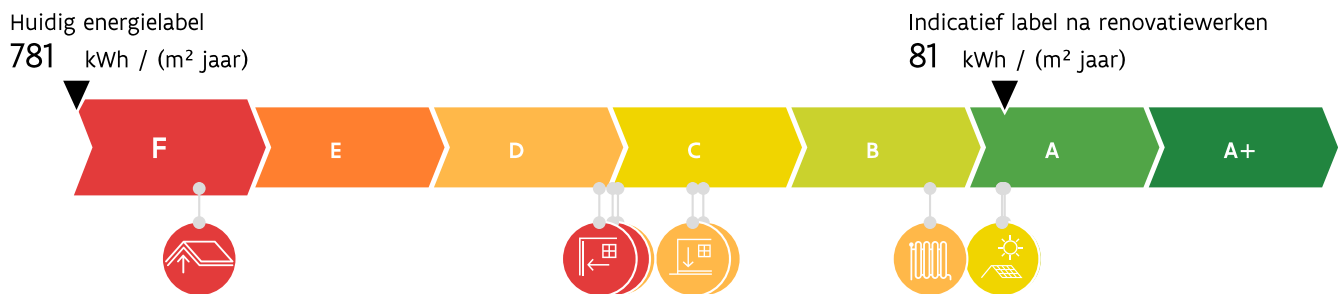 Huidig energielabel
781 kWh / (m² jaar)
Indicatief label na renovatiewerken
81 kWh / (m² jaar)
F E D C B A A+